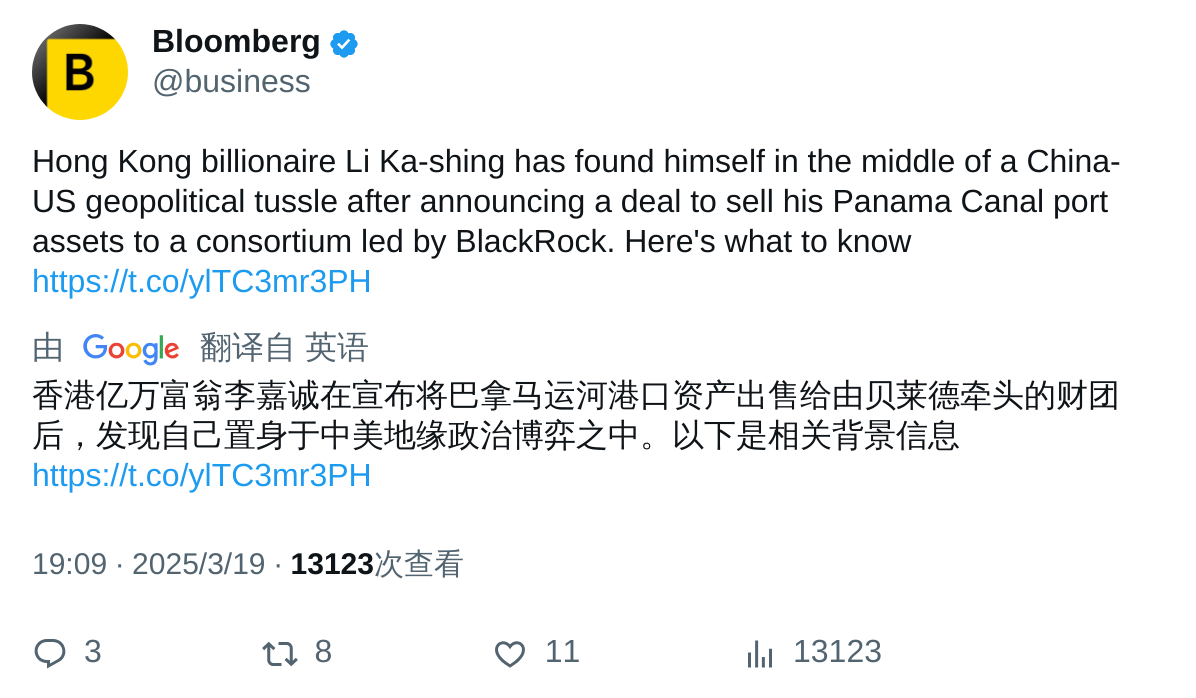 B
Bloomberg
@business
Hong Kong billionaire Li Ka-shing has found himself in the middle of a China-
US geopolitical tussle after announcing a deal to sell his Panama Canal port
assets to a consortium led by BlackRock. Here's what to know
https://t.co/ylTC3mr3PH
由 Google 翻译自 英语
香港亿万富翁李嘉诚在宣布将巴拿马运河港口资产出售给由贝莱德牵头的财团
后，发现自己置身于中美地缘政治博弈之中。以下是相关背景信息
https://t.co/ylTC3mr3PH
19:09 · 2025/3/19 · 13123次查看
3 8 11 13123